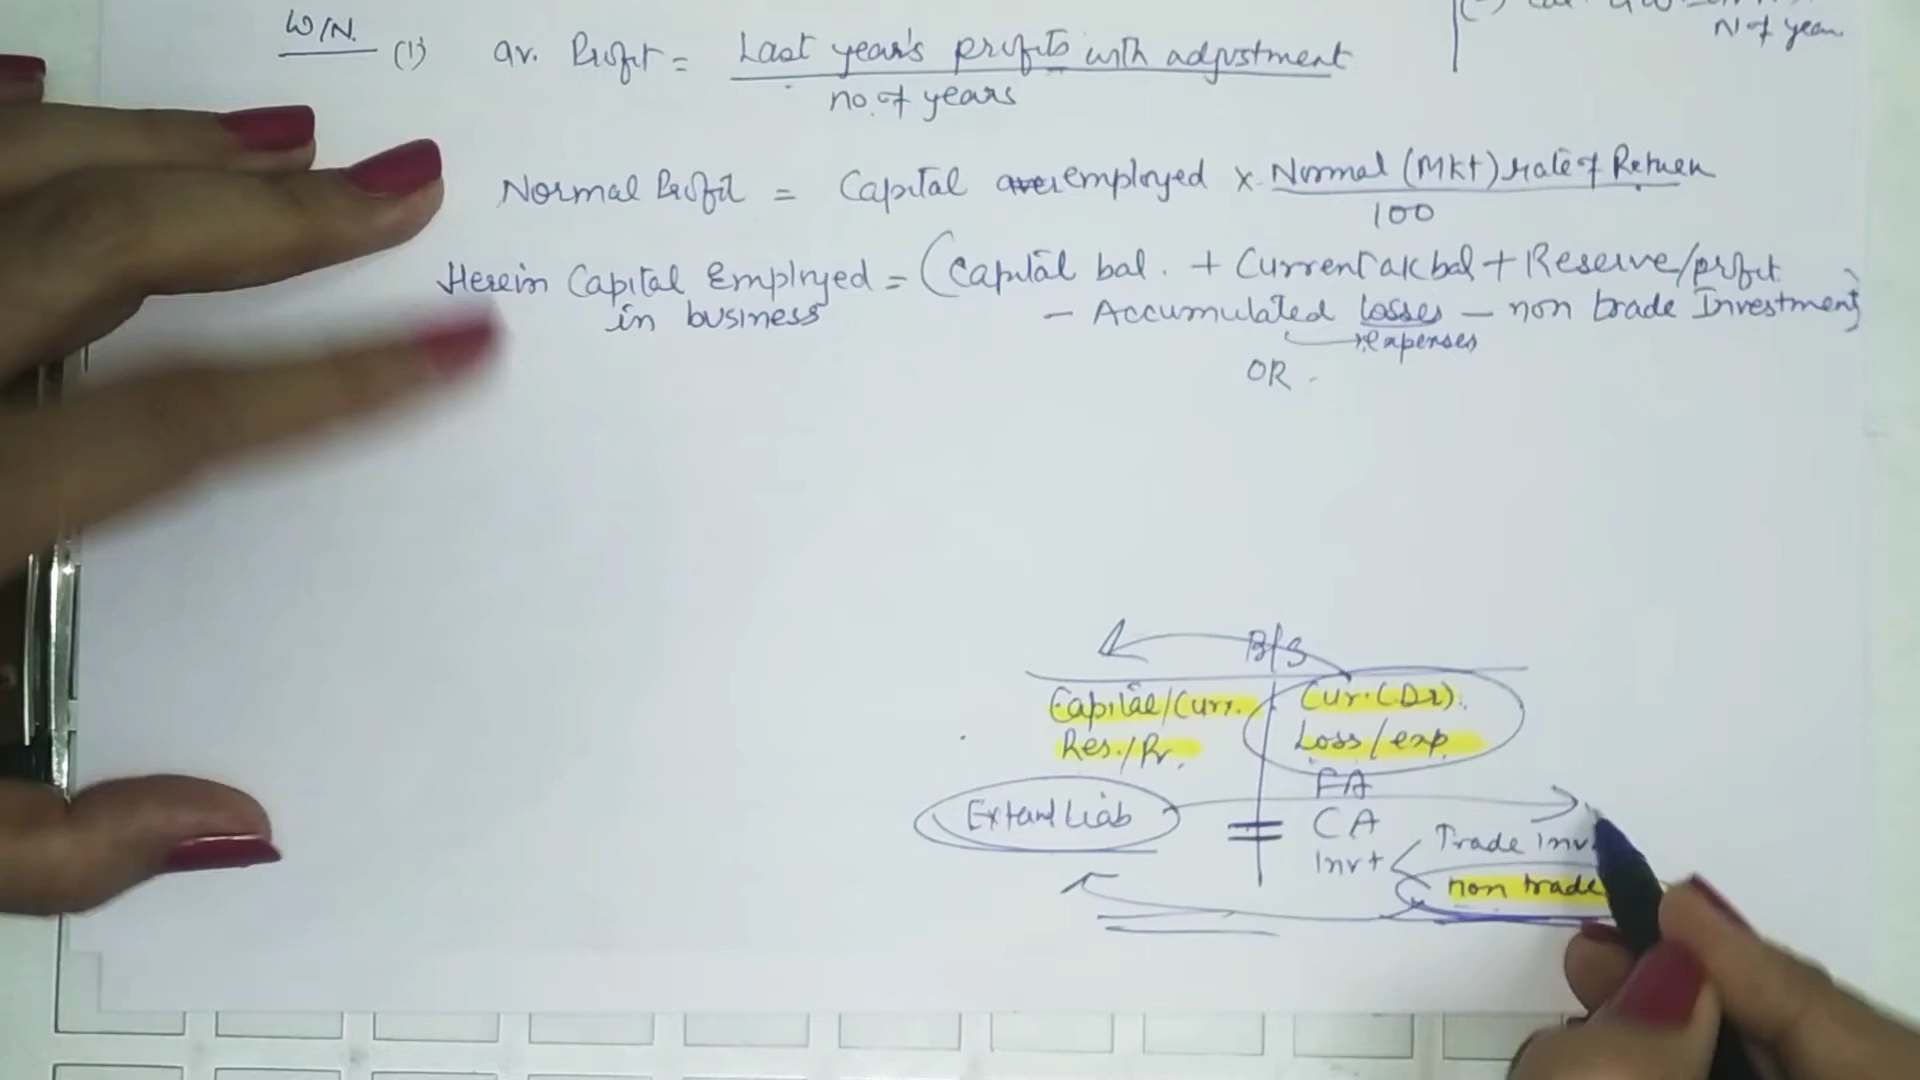 W/N.
N of year
(1) av. Profit = Last year's profits with adjustment
no. of years
Normal Profit = Capital employed x Normal (Mkt) rate of Return
100
Herein Capital Employed = (Capital bal. + Current a/c bal + Reserve/profit
in business - Accumulated losses - non trade Investment)
expenses
OR -
B/S
Capital/Curr. Cur.(Dr).
Res./Pr. Loss/exp
FA
Extend Liab CA
Trade inv.
Invt
non trade